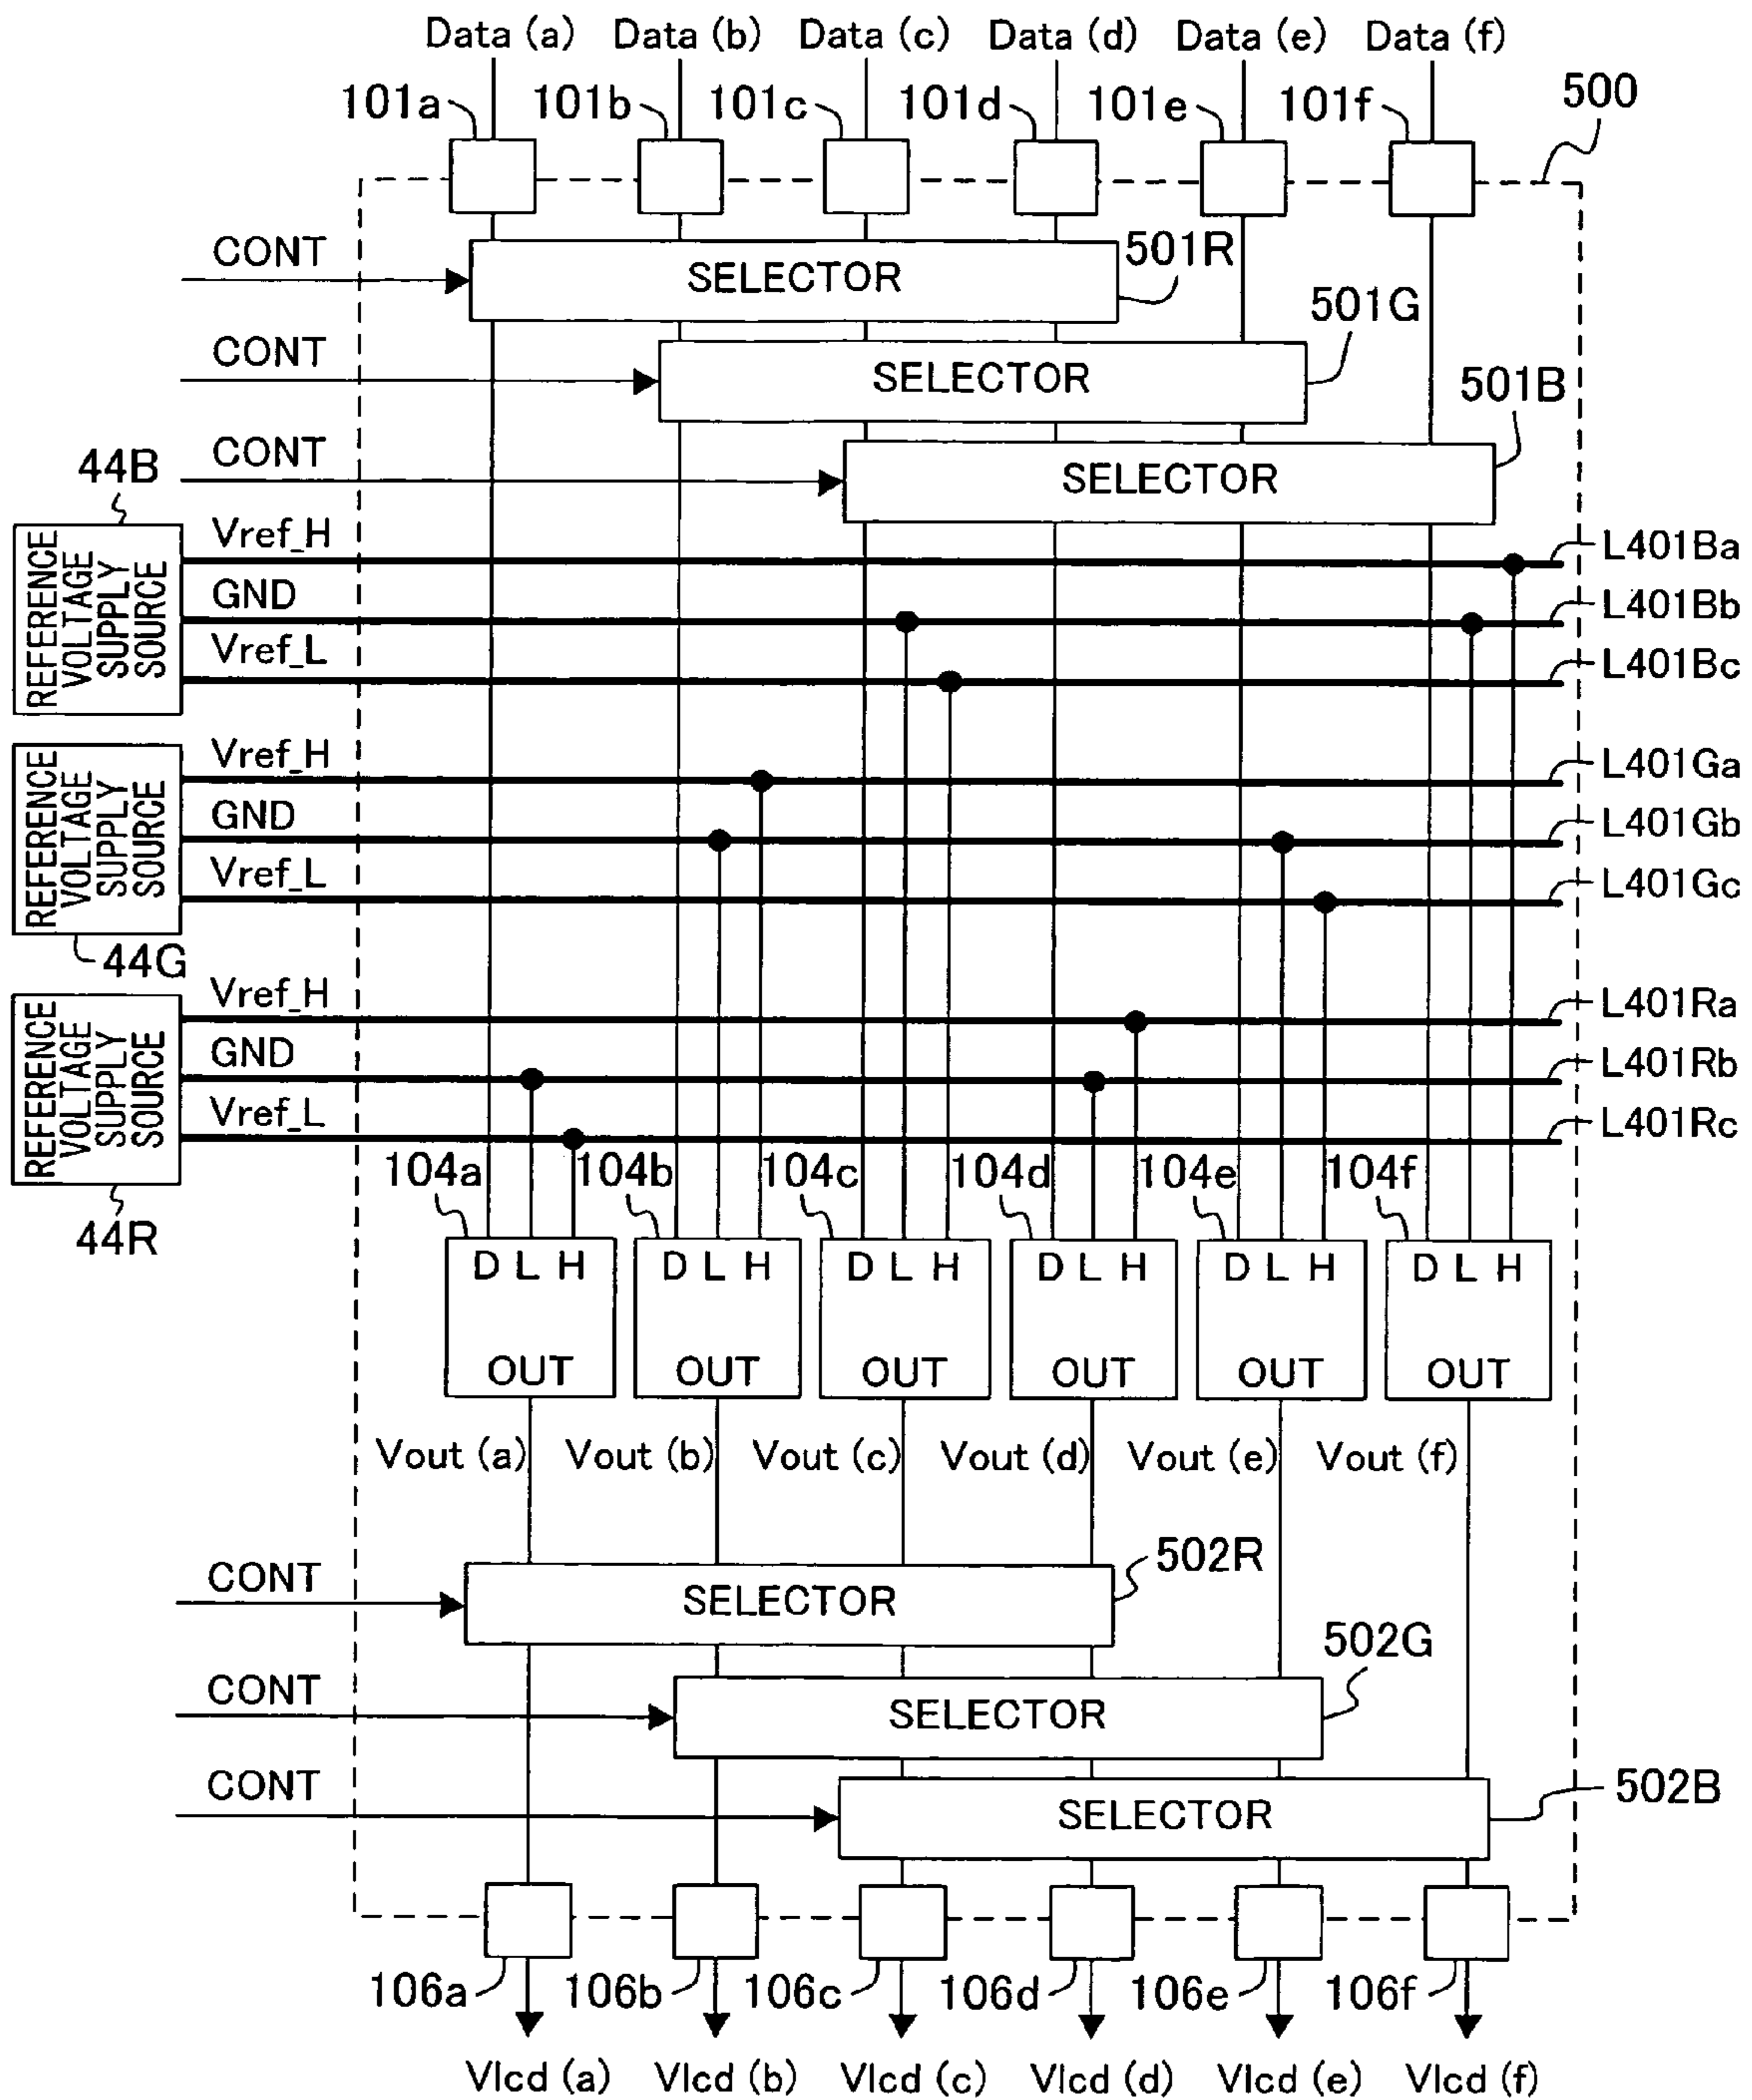 Data (a) Data (b) Data (c) Data (d) Data (e) Data (f)
101a 101b 101c 101d 101e 101f 500
CONT SELECTOR 501R
CONT SELECTOR 501G
CONT SELECTOR 501B
44B
REFERENCE
VOLTAGE
SUPPLY
SOURCE
Vref_H L401Ba
GND L401Bb
Vref_L L401Bc
REFERENCE
VOLTAGE
SUPPLY
SOURCE
44G
Vref_H L401Ga
GND L401Gb
Vref_L L401Gc
REFERENCE
VOLTAGE
SUPPLY
SOURCE
44R
Vref_H L401Ra
GND L401Rb
Vref_L L401Rc
104a 104b 104c 104d 104e 104f
D L H D L H D L H D L H D L H D L H
OUT OUT OUT OUT OUT OUT
Vout (a) Vout (b) Vout (c) Vout (d) Vout (e) Vout (f)
CONT SELECTOR 502R
CONT SELECTOR 502G
CONT SELECTOR 502B
106a 106b 106c 106d 106e 106f
Vlcd (a) Vlcd (b) Vlcd (c) Vlcd (d) Vlcd (e) Vlcd (f)